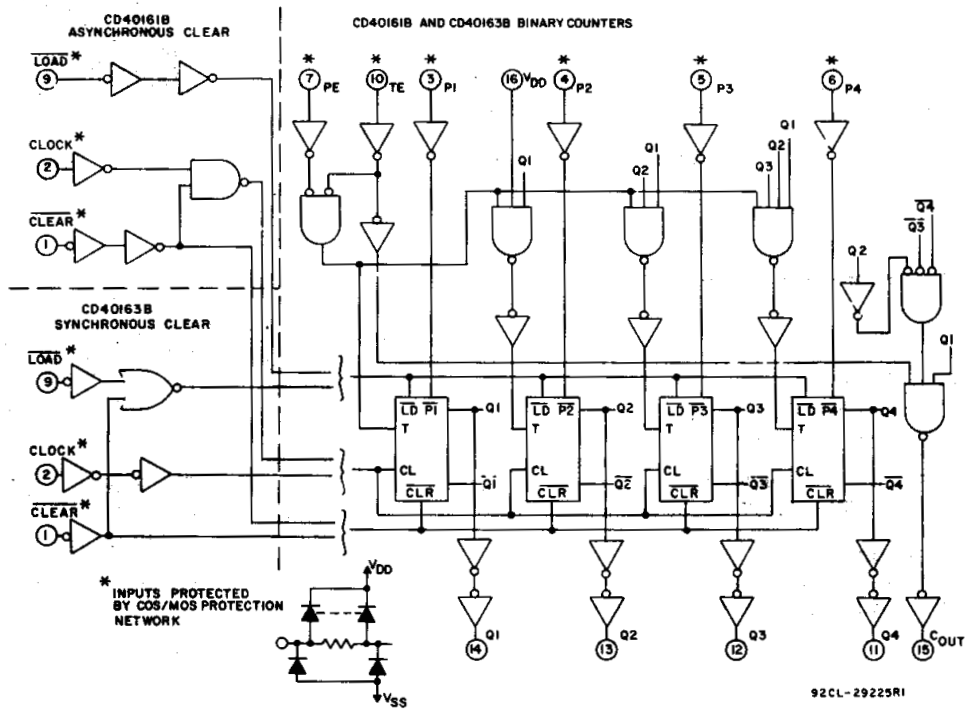 CD40161B
ASYNCHRONOUS CLEAR
LOAD *
9
CLOCK *
2
CLEAR *
1
CD40163B
SYNCHRONOUS CLEAR
LOAD *
9
CLOCK *
2
CLEAR *
1
CD40161B AND CD40163B BINARY COUNTERS
* * * * * *
7 PE 10 TE 3 P1 16 VDD 4 P2 5 P3 6 P4
Q1 Q2 Q1 Q3 Q2 Q1
Q2 Q3 Q4
Q1
LD P1 Q1 LD P2 Q2 LD P3 Q3 LD P4 Q4
T T T T
CL CL CL CL
CLR Q1 CLR Q2 CLR Q3 CLR Q4
* INPUTS PROTECTED
BY COS/MOS PROTECTION
NETWORK
VDD
VSS
14 Q1 13 Q2 12 Q3 11 Q4 15 COUT
92CL-29225R1